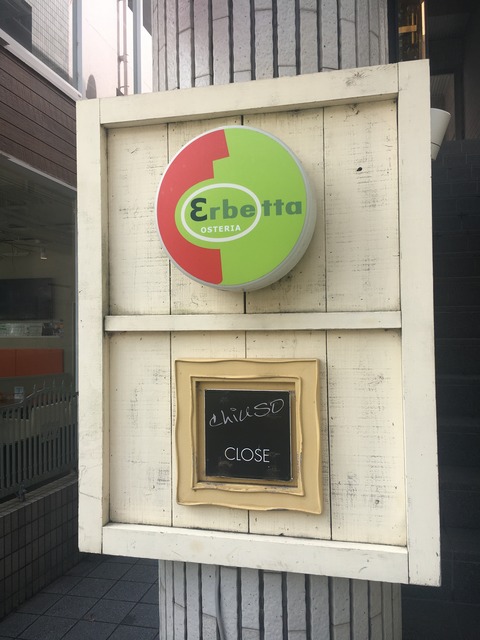 Erbetta
OSTERIA
chiuso
CLOSE